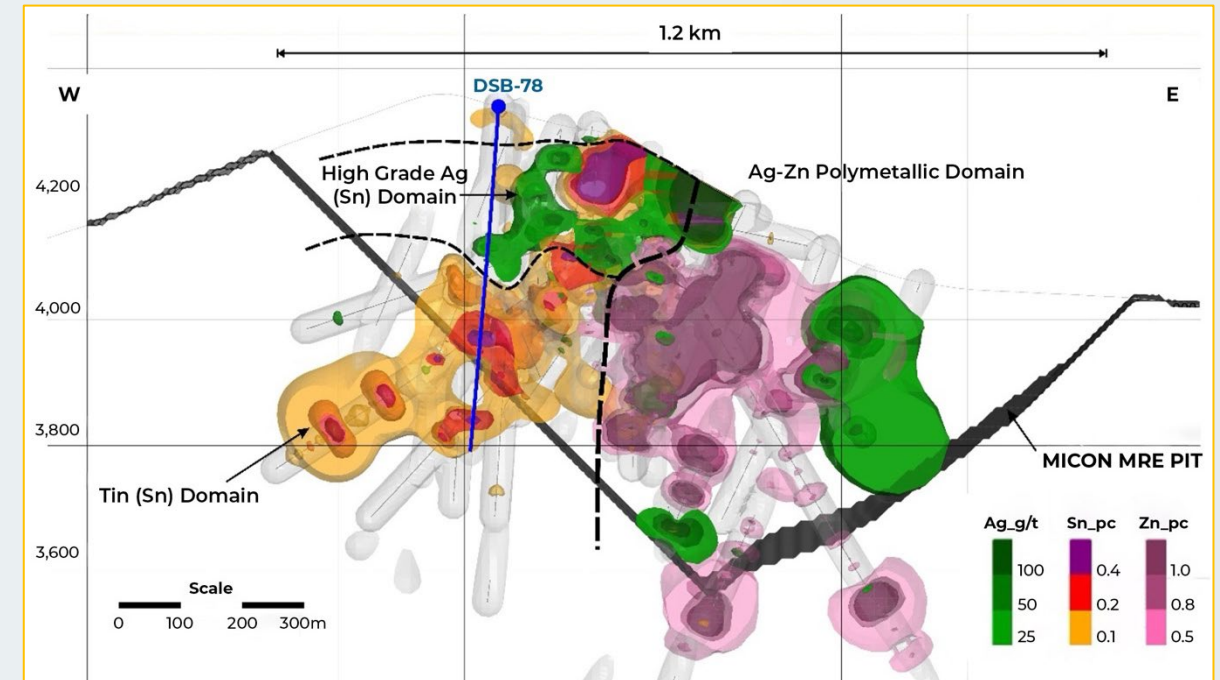 1.2 km
DSB-78
W
E
High Grade Ag
(Sn) Domain
Ag-Zn Polymetallic Domain
4,200
4,000
3,800
3,600
Tin (Sn) Domain
MICON MRE PIT
Scale
0 100 200 300m
Ag_g/t Sn_pc Zn_pc
100 0.4 1.0
50 0.2 0.8
25 0.1 0.5